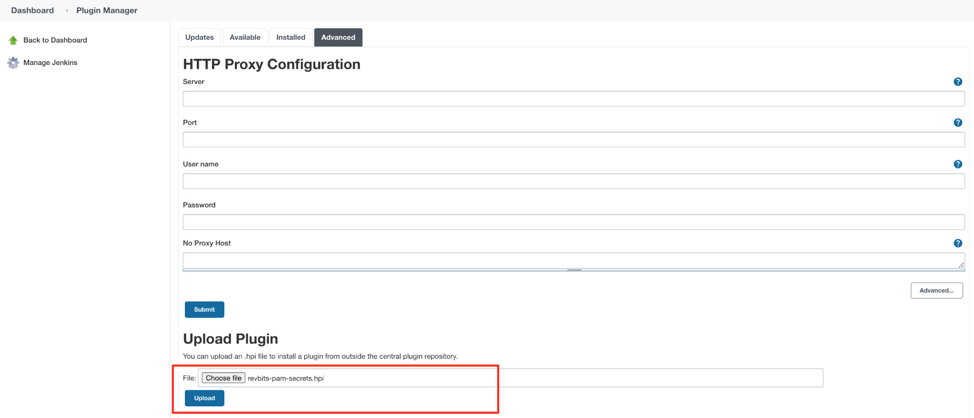 Dashboard › Plugin Manager
Back to Dashboard
Manage Jenkins
Updates Available Installed Advanced
HTTP Proxy Configuration
Server ?
Port ?
User name ?
Password
No Proxy Host ?
Advanced...
Submit
Upload Plugin
You can upload an .hpi file to install a plugin from outside the central plugin repository.
File: Choose file revbits-pam-secrets.hpi
Upload